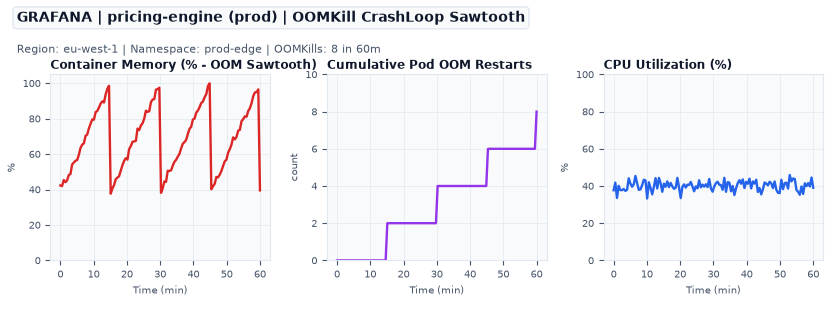 GRAFANA | pricing-engine (prod) | OOMKill CrashLoop Sawtooth
Region: eu-west-1 | Namespace: prod-edge | OOMKills: 8 in 60m
Container Memory (% - OOM Sawtooth)
100
80
60
40
20
0
%
0 10 20 30 40 50 60
Time (min)
Cumulative Pod OOM Restarts
10
8
6
4
2
0
count
0 10 20 30 40 50 60
Time (min)
CPU Utilization (%)
100
80
60
40
20
0
%
0 10 20 30 40 50 60
Time (min)